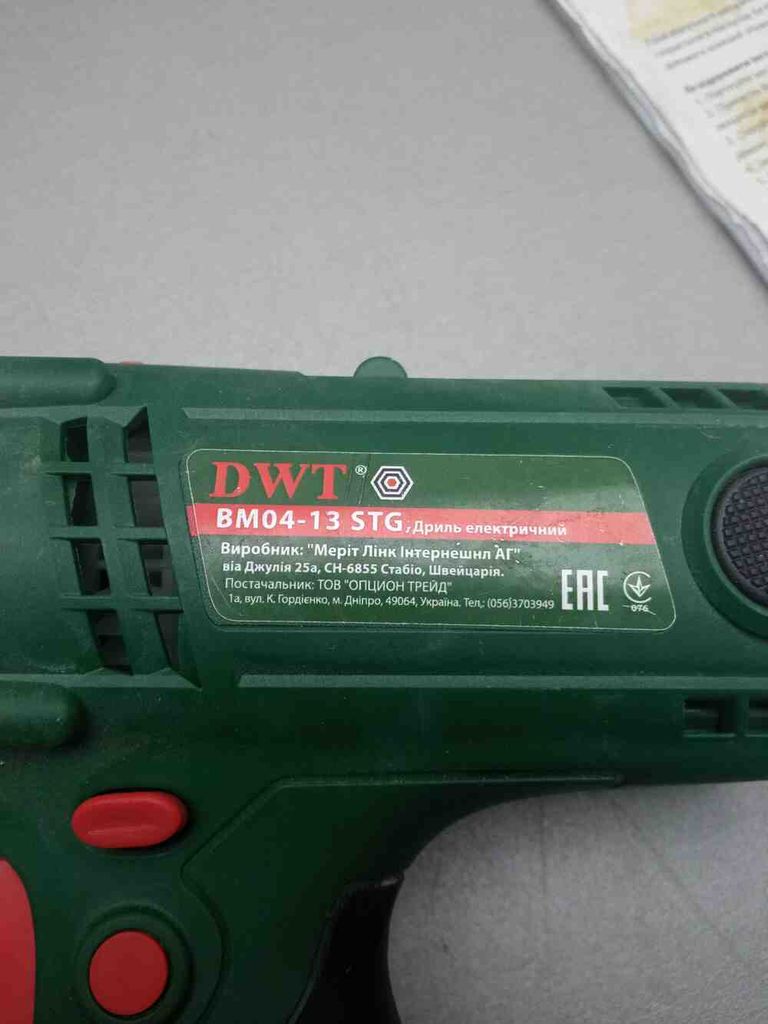 DWT®
BM04-13 STG, Дриль електричний
Виробник: "Меріт Лінк Інтернешнл АГ"
віа Джулія 25а, CH-6855 Стабіо, Швейцарія.
Постачальник: ТОВ "ОПЦИОН ТРЕЙД"
1а, вул. К. Гордієнко, м. Дніпро, 49064, Україна. Тел.: (056)3703949
EAC
076